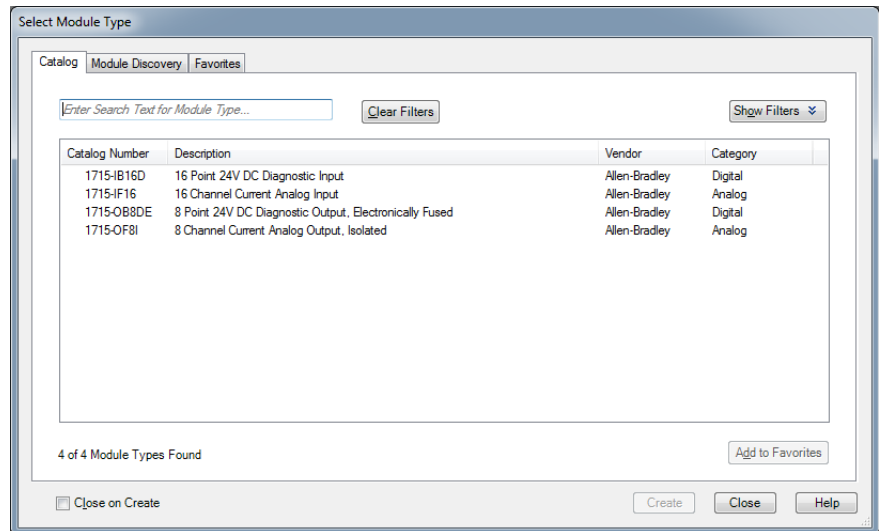 Select Module Type
Catalog Module Discovery Favorites
Enter Search Text for Module Type... Clear Filters Show Filters
Catalog Number Description Vendor Category
1715-IB16D 16 Point 24V DC Diagnostic Input Allen-Bradley Digital
1715-IF16 16 Channel Current Analog Input Allen-Bradley Analog
1715-OB8DE 8 Point 24V DC Diagnostic Output, Electronically Fused Allen-Bradley Digital
1715-OF8I 8 Channel Current Analog Output, Isolated Allen-Bradley Analog
4 of 4 Module Types Found Add to Favorites
Close on Create Create Close Help